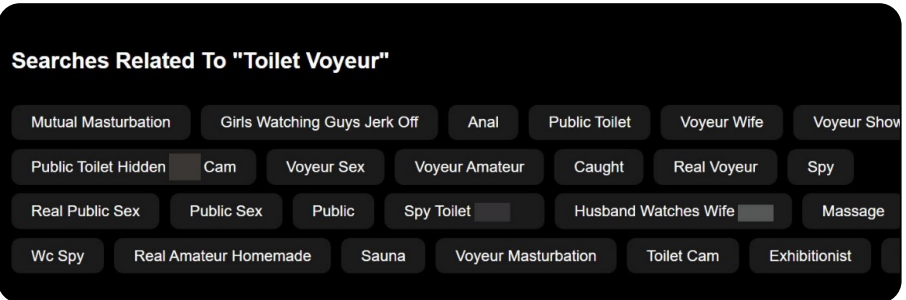 Searches Related To "Toilet Voyeur"
Mutual Masturbation Girls Watching Guys Jerk Off Anal Public Toilet Voyeur Wife Voyeur Show
Public Toilet Hidden Cam Voyeur Sex Voyeur Amateur Caught Real Voyeur Spy
Real Public Sex Public Sex Public Spy Toilet Husband Watches Wife Massage
Wc Spy Real Amateur Homemade Sauna Voyeur Masturbation Toilet Cam Exhibitionist